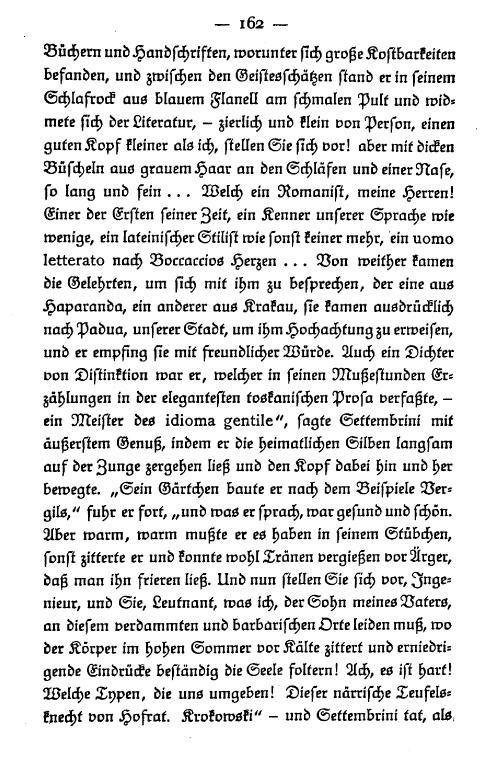 — 162 —
Büchern und Handschriften, worunter sich große Kostbarkeiten
befanden, und zwischen den Geistesschätzen stand er in seinem
Schlafrock aus blauem Flanell am schmalen Pult und wid-
mete sich der Literatur, – zierlich und klein von Person, einen
guten Kopf kleiner als ich, stellen Sie sich vor! aber mit dicken
Büscheln aus grauem Haar an den Schläfen und einer Nase,
so lang und fein ... Welch ein Romanist, meine Herren!
Einer der Ersten seiner Zeit, ein Kenner unserer Sprache wie
wenige, ein lateinischer Stilist wie sonst keiner mehr, ein uomo
letterato nach Boccaccios Herzen ... Von weither kamen
die Gelehrten, um sich mit ihm zu besprechen, der eine aus
Haparanda, ein anderer aus Krakau, sie kamen ausdrücklich
nach Padua, unserer Stadt, um ihm Hochachtung zu erweisen,
und er empfing sie mit freundlicher Würde. Auch ein Dichter
von Distinktion war er, welcher in seinen Mußestunden Er-
zählungen in der elegantesten toskanischen Prosa verfaßte, –
ein Meister des idioma gentile“, sagte Settembrini mit
äußerstem Genuß, indem er die heimatlichen Silben langsam
auf der Zunge zergehen ließ und den Kopf dabei hin und her
bewegte. „Sein Gärtchen baute er nach dem Beispiele Ver-
gils,“ fuhr er fort, „und was er sprach, war gesund und schön.
Aber warm, warm mußte er es haben in seinem Stübchen,
sonst zitterte er und konnte wohl Tränen vergießen vor Ärger,
daß man ihn frieren ließ. Und nun stellen Sie sich vor, Inge-
nieur, und Sie, Leutnant, was ich, der Sohn meines Vaters,
an diesem verdammten und barbarischen Orte leiden muß, wo
der Körper im hohen Sommer vor Kälte zittert und erniedri-
gende Eindrücke beständig die Seele foltern! Ach, es ist hart!
Welche Typen, die uns umgeben! Dieser närrische Teufels-
knecht von Hofrat. Krokowski“ – und Settembrini tat, als